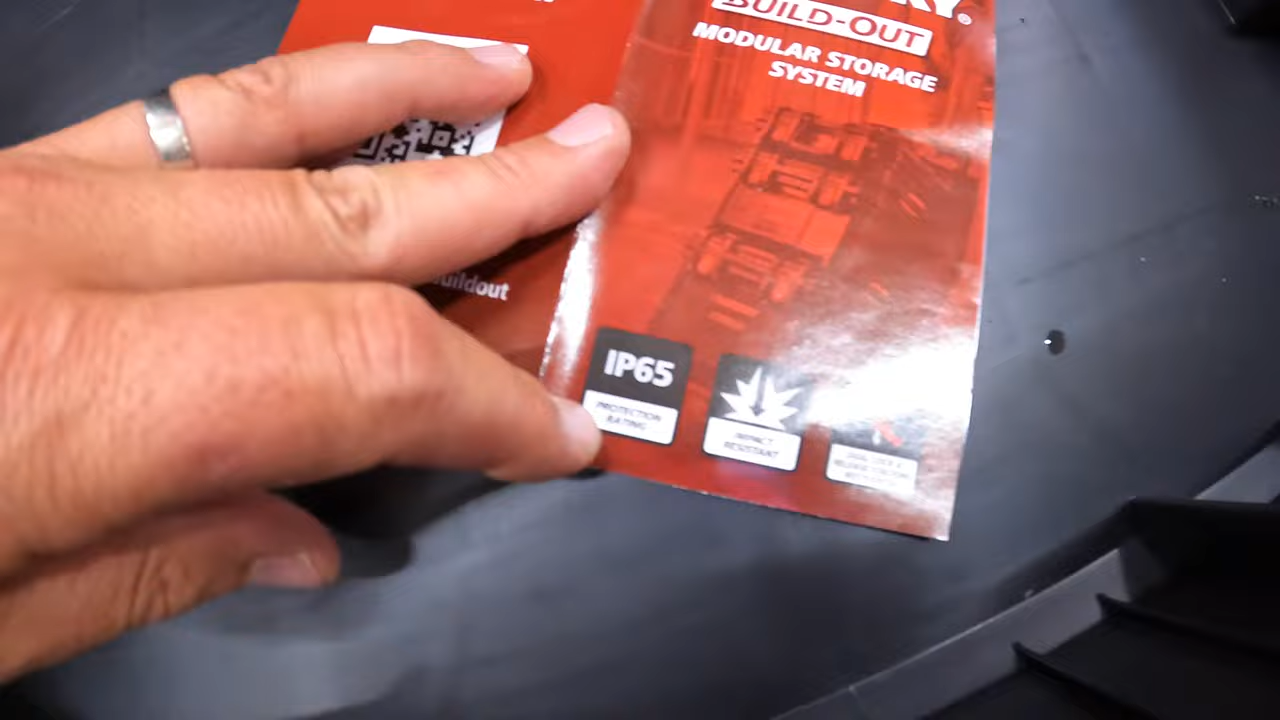 BUILD-OUT
MODULAR STORAGE
SYSTEM
buildout
IP65
PROTECTION
RATING
IMPACT
RESISTANT